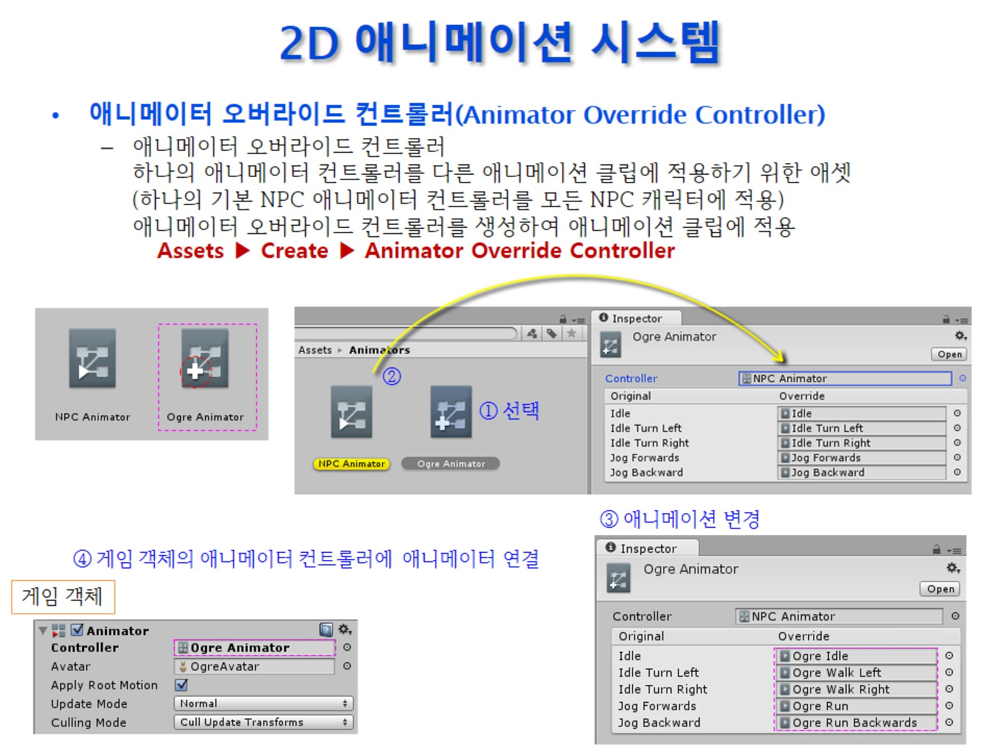 2D 애니메이션 시스템
• 애니메이터 오버라이드 컨트롤러(Animator Override Controller)
– 애니메이터 오버라이드 컨트롤러
하나의 애니메이터 컨트롤러를 다른 애니메이션 클립에 적용하기 위한 애셋
(하나의 기본 NPC 애니메이터 컨트롤러를 모든 NPC 캐릭터에 적용)
애니메이터 오버라이드 컨트롤러를 생성하여 애니메이션 클립에 적용
Assets ▶ Create ▶ Animator Override Controller
NPC Animator
Ogre Animator
Assets ▸ Animators
②
① 선택
NPC Animator
Ogre Animator
Inspector
Ogre Animator
Open
Controller NPC Animator
Original Override
Idle Idle
Idle Turn Left Idle Turn Left
Idle Turn Right Idle Turn Right
Jog Forwards Jog Forwards
Jog Backward Jog Backward
③ 애니메이션 변경
Inspector
Ogre Animator
Open
Controller NPC Animator
Original Override
Idle Ogre Idle
Idle Turn Left Ogre Walk Left
Idle Turn Right Ogre Walk Right
Jog Forwards Ogre Run
Jog Backward Ogre Run Backwards
④ 게임 객체의 애니메이터 컨트롤러에 애니메이터 연결
게임 객체
Animator
Controller Ogre Animator
Avatar OgreAvatar
Apply Root Motion
Update Mode Normal
Culling Mode Cull Update Transforms